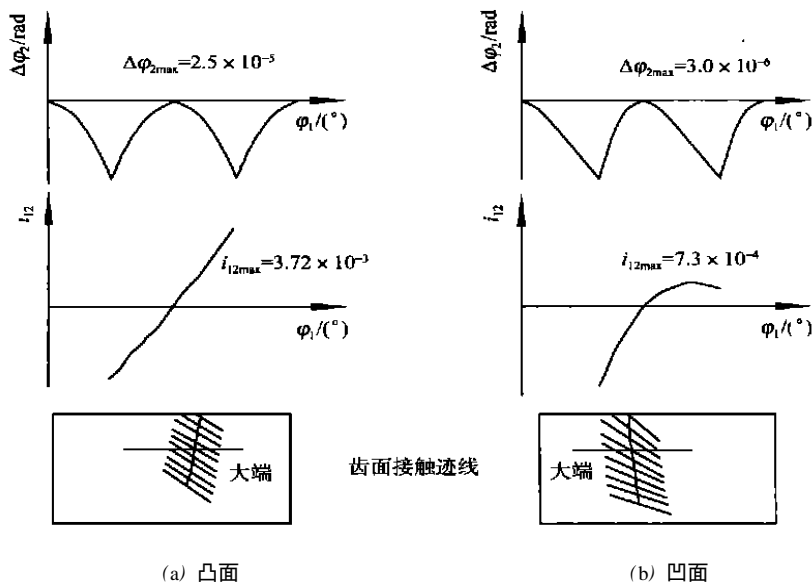 Δφ₂/rad
Δφ₂max=2.5 × 10⁻⁵
φ₁/(°)
i₁₂
i₁₂max=3.72 × 10⁻³
φ₁/(°)
大端
(a) 凸面
齿面接触迹线
Δφ₂/rad
Δφ₂max=3.0 × 10⁻⁶
φ₁/(°)
i₁₂
i₁₂max=7.3 × 10⁻⁴
φ₁/(°)
大端
(b) 凹面